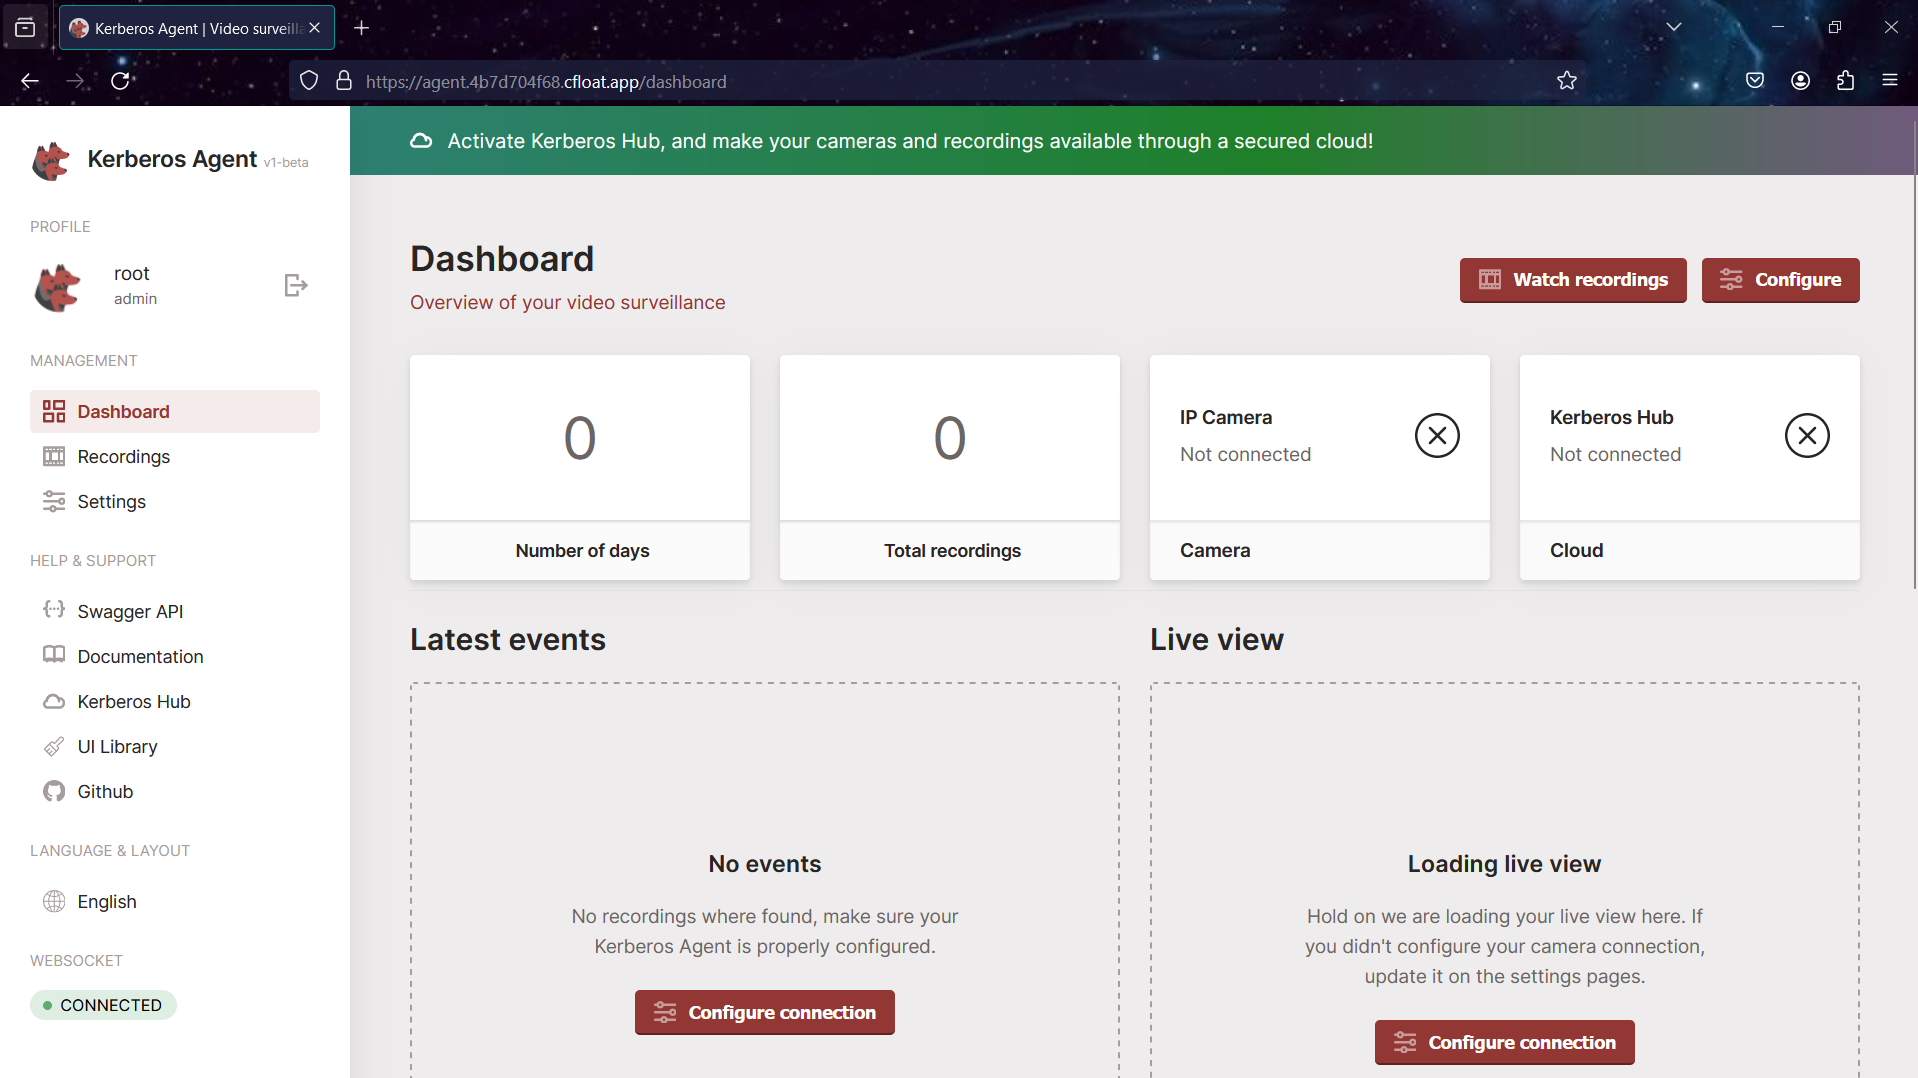 Kerberos Agent | Video surveilla
https://agent.4b7d704f68.cfloat.app/dashboard
Kerberos Agent v1-beta
PROFILE
root
admin
MANAGEMENT
Dashboard
Recordings
Settings
HELP & SUPPORT
Swagger API
Documentation
Kerberos Hub
UI Library
Github
LANGUAGE & LAYOUT
English
WEBSOCKET
CONNECTED
Activate Kerberos Hub, and make your cameras and recordings available through a secured cloud!
Dashboard
Overview of your video surveillance
Watch recordings
Configure
0
Number of days
0
Total recordings
IP Camera
Not connected
Camera
Kerberos Hub
Not connected
Cloud
Latest events
No events
No recordings where found, make sure your
Kerberos Agent is properly configured.
Configure connection
Live view
Loading live view
Hold on we are loading your live view here. If
you didn't configure your camera connection,
update it on the settings pages.
Configure connection